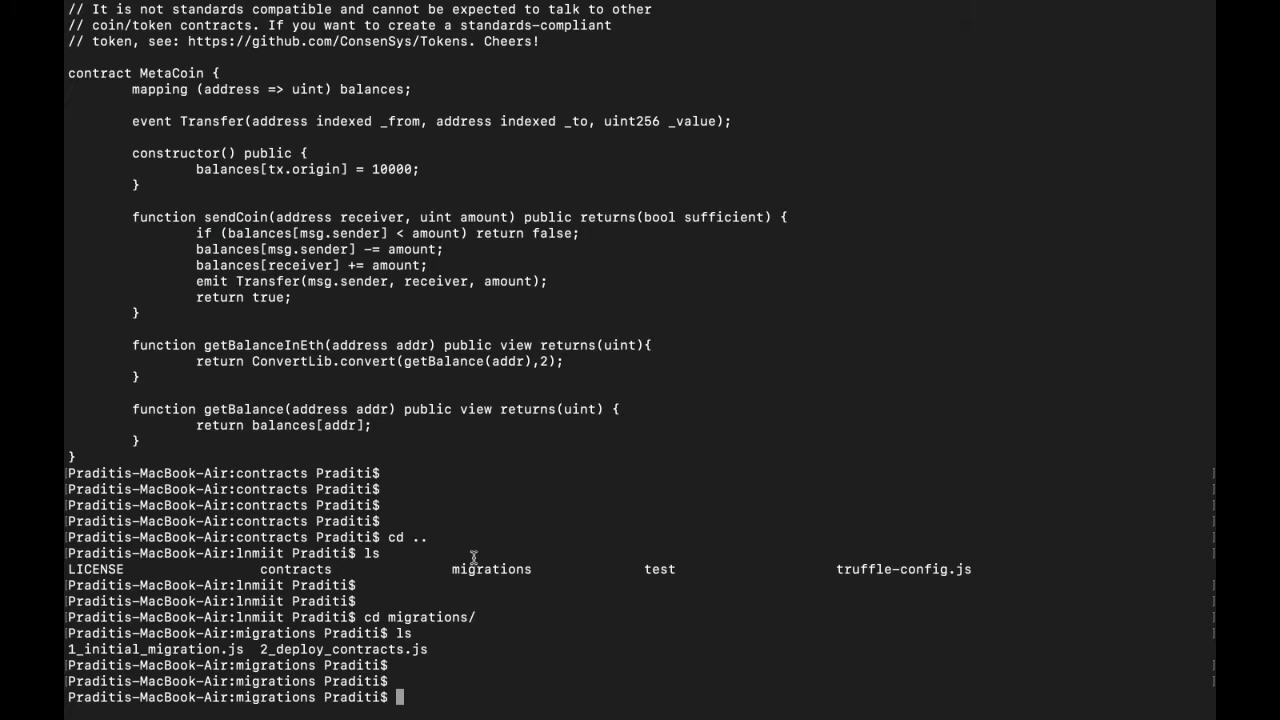 // It is not standards compatible and cannot be expected to talk to other
// coin/token contracts. If you want to create a standards-compliant
// token, see: https://github.com/ConsenSys/Tokens. Cheers!
contract MetaCoin {
mapping (address => uint) balances;
event Transfer(address indexed _from, address indexed _to, uint256 _value);
constructor() public {
balances[tx.origin] = 10000;
}
function sendCoin(address receiver, uint amount) public returns(bool sufficient) {
if (balances[msg.sender] < amount) return false;
balances[msg.sender] -= amount;
balances[receiver] += amount;
emit Transfer(msg.sender, receiver, amount);
return true;
}
function getBalanceInEth(address addr) public view returns(uint){
return ConvertLib.convert(getBalance(addr),2);
}
function getBalance(address addr) public view returns(uint) {
return balances[addr];
}
}
[Praditis-MacBook-Air:contracts Praditi$ ]
[Praditis-MacBook-Air:contracts Praditi$ ]
[Praditis-MacBook-Air:contracts Praditi$ ]
[Praditis-MacBook-Air:contracts Praditi$ ]
[Praditis-MacBook-Air:contracts Praditi$ cd .. ]
[Praditis-MacBook-Air:lnmiit Praditi$ ls ]
LICENSE contracts migrations test truffle-config.js
[Praditis-MacBook-Air:lnmiit Praditi$ ]
[Praditis-MacBook-Air:lnmiit Praditi$ ]
[Praditis-MacBook-Air:lnmiit Praditi$ cd migrations/ ]
[Praditis-MacBook-Air:migrations Praditi$ ls ]
1_initial_migration.js 2_deploy_contracts.js
[Praditis-MacBook-Air:migrations Praditi$ ]
[Praditis-MacBook-Air:migrations Praditi$ ]
Praditis-MacBook-Air:migrations Praditi$